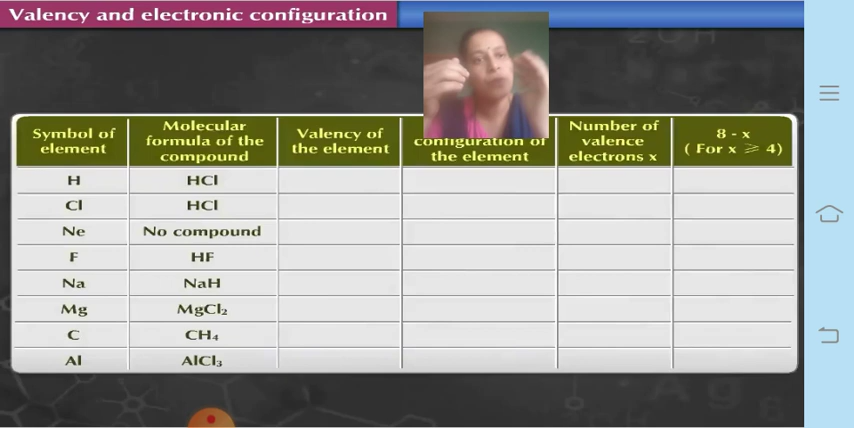 Valency and electronic configuration
Symbol of element | Molecular formula of the compound | Valency of the element | configuration of the element | Number of valence electrons x | 8 - x ( For x ⩾ 4)
H | HCl
Cl | HCl
Ne | No compound
F | HF
Na | NaH
Mg | MgCl₂
C | CH₄
Al | AlCl₃